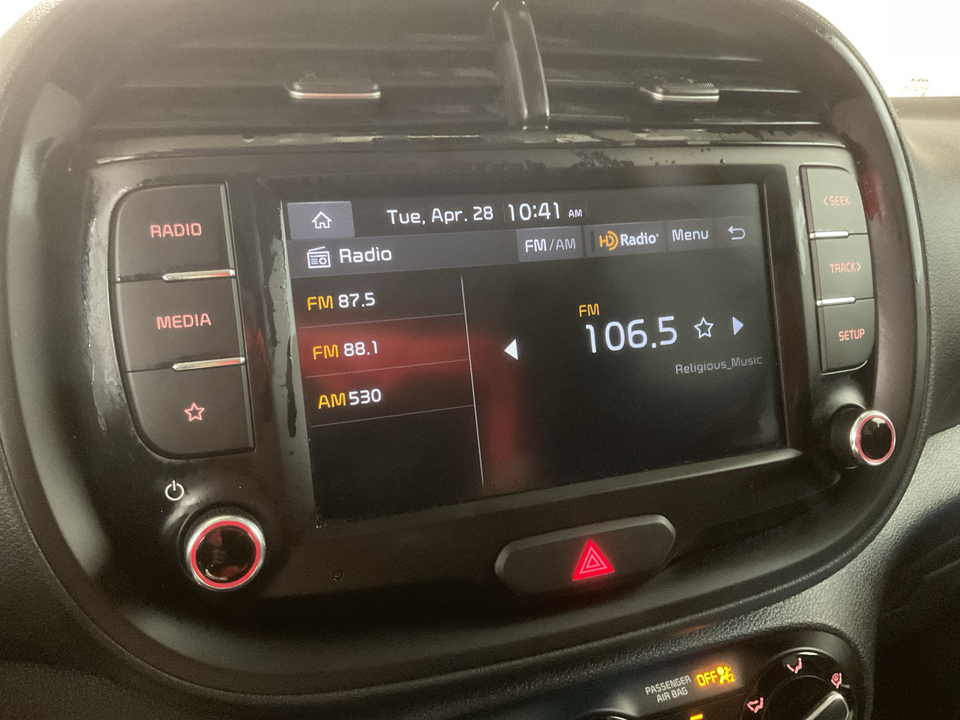 Tue, Apr. 28 10:41 AM
Radio
FM/AM
HD Radio
Menu
FM 87.5
FM 88.1
AM 530
FM
106.5
Religious_Music
RADIO
MEDIA
< SEEK
TRACK >
SETUP
PASSENGER
AIR BAG
OFF
2